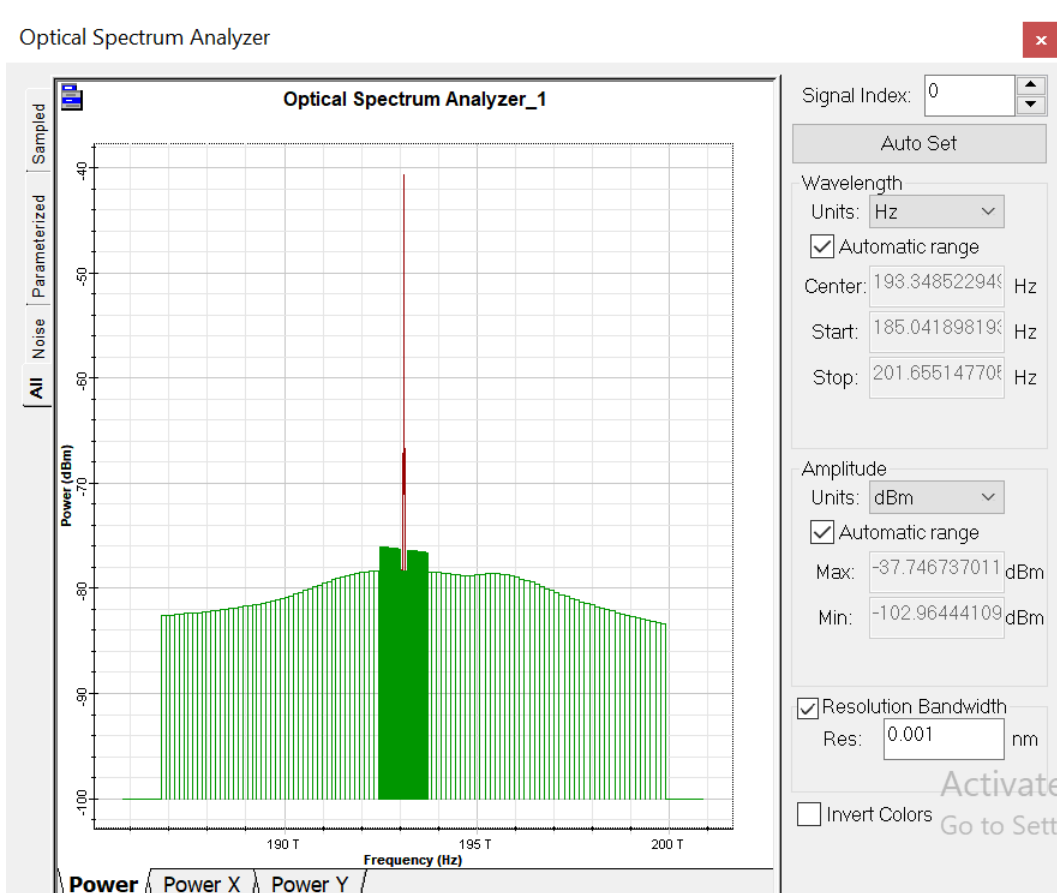 Optical Spectrum Analyzer
x
Optical Spectrum Analyzer_1
Sampled
Parameterized
Noise
All
Power (dBm)
-40
-50
-60
-70
-80
-90
-100
190 T
195 T
200 T
Frequency (Hz)
Power
Power X
Power Y
Signal Index: 0
Auto Set
Wavelength
Units: Hz
Automatic range
Center: 193.34852294 Hz
Start: 185.04189819 Hz
Stop: 201.65514770 Hz
Amplitude
Units: dBm
Automatic range
Max: -37.746737011 dBm
Min: -102.96444109 dBm
Resolution Bandwidth
Res: 0.001 nm
Invert Colors
Activate
Go to Sett